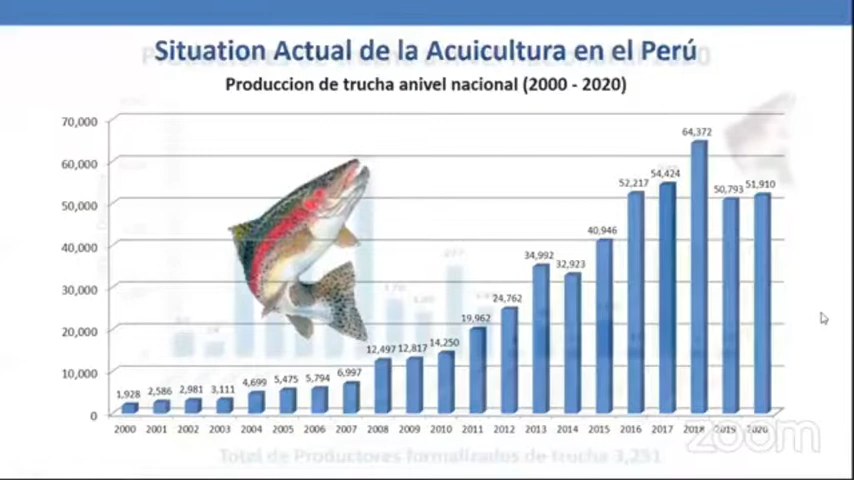 Situation Actual de la Acuicultura en el Perú
Produccion de trucha anivel nacional (2000 - 2020)
70,000
60,000
50,000
40,000
30,000
20,000
10,000
0
1,928 2,586 2,981 3,111 4,699 5,475 5,794 6,997 12,497 12,817 14,250 19,962 24,762 34,992 32,923 40,946 52,217 54,424 64,372 50,793 51,910
2000 2001 2002 2003 2004 2005 2006 2007 2008 2009 2010 2011 2012 2013 2014 2015 2016 2017 2018 2019 2020
zoom
Total de Productores formalizados de trucha 3,251